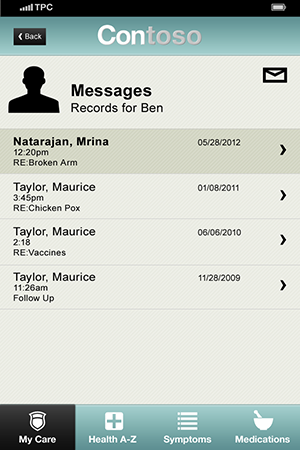 TPC
Back
Contoso
Messages
Records for Ben
Natarajan, Mrina 05/28/2012
12:20pm
RE:Broken Arm
Taylor, Maurice 01/08/2011
3:45pm
RE:Chicken Pox
Taylor, Maurice 06/06/2010
2:18
RE:Vaccines
Taylor, Maurice 11/28/2009
11:26am
Follow Up
My Care Health A-Z Symptoms Medications